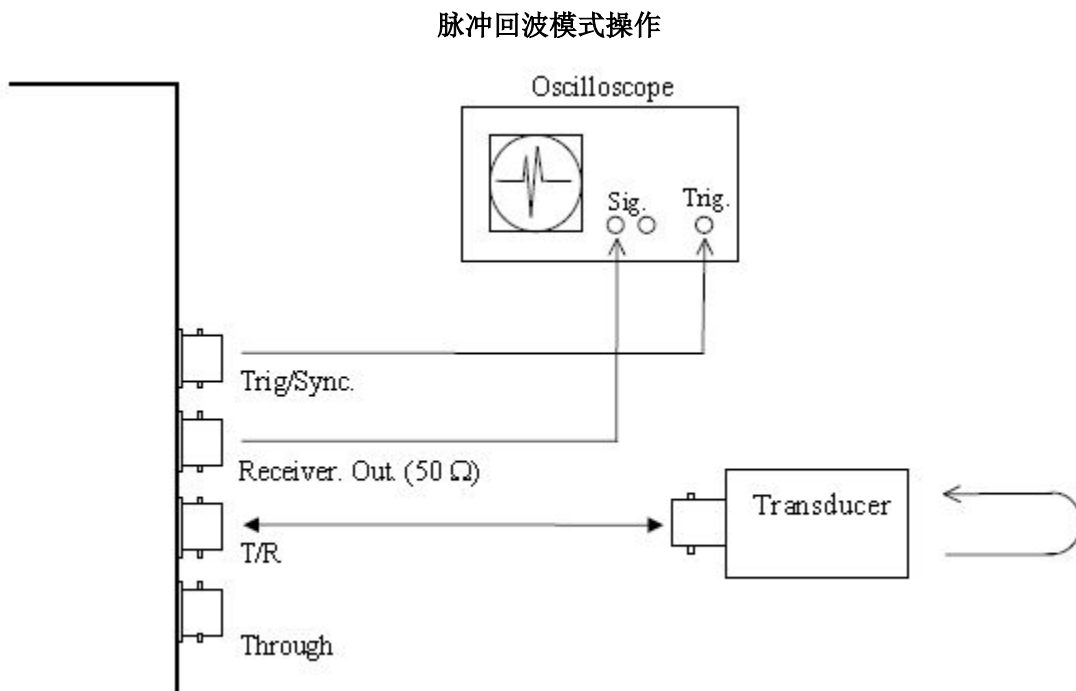 脉冲回波模式操作
Oscilloscope
Sig.
Trig.
Trig/Sync.
Receiver. Out. (50 Ω)
Transducer
T/R
Through